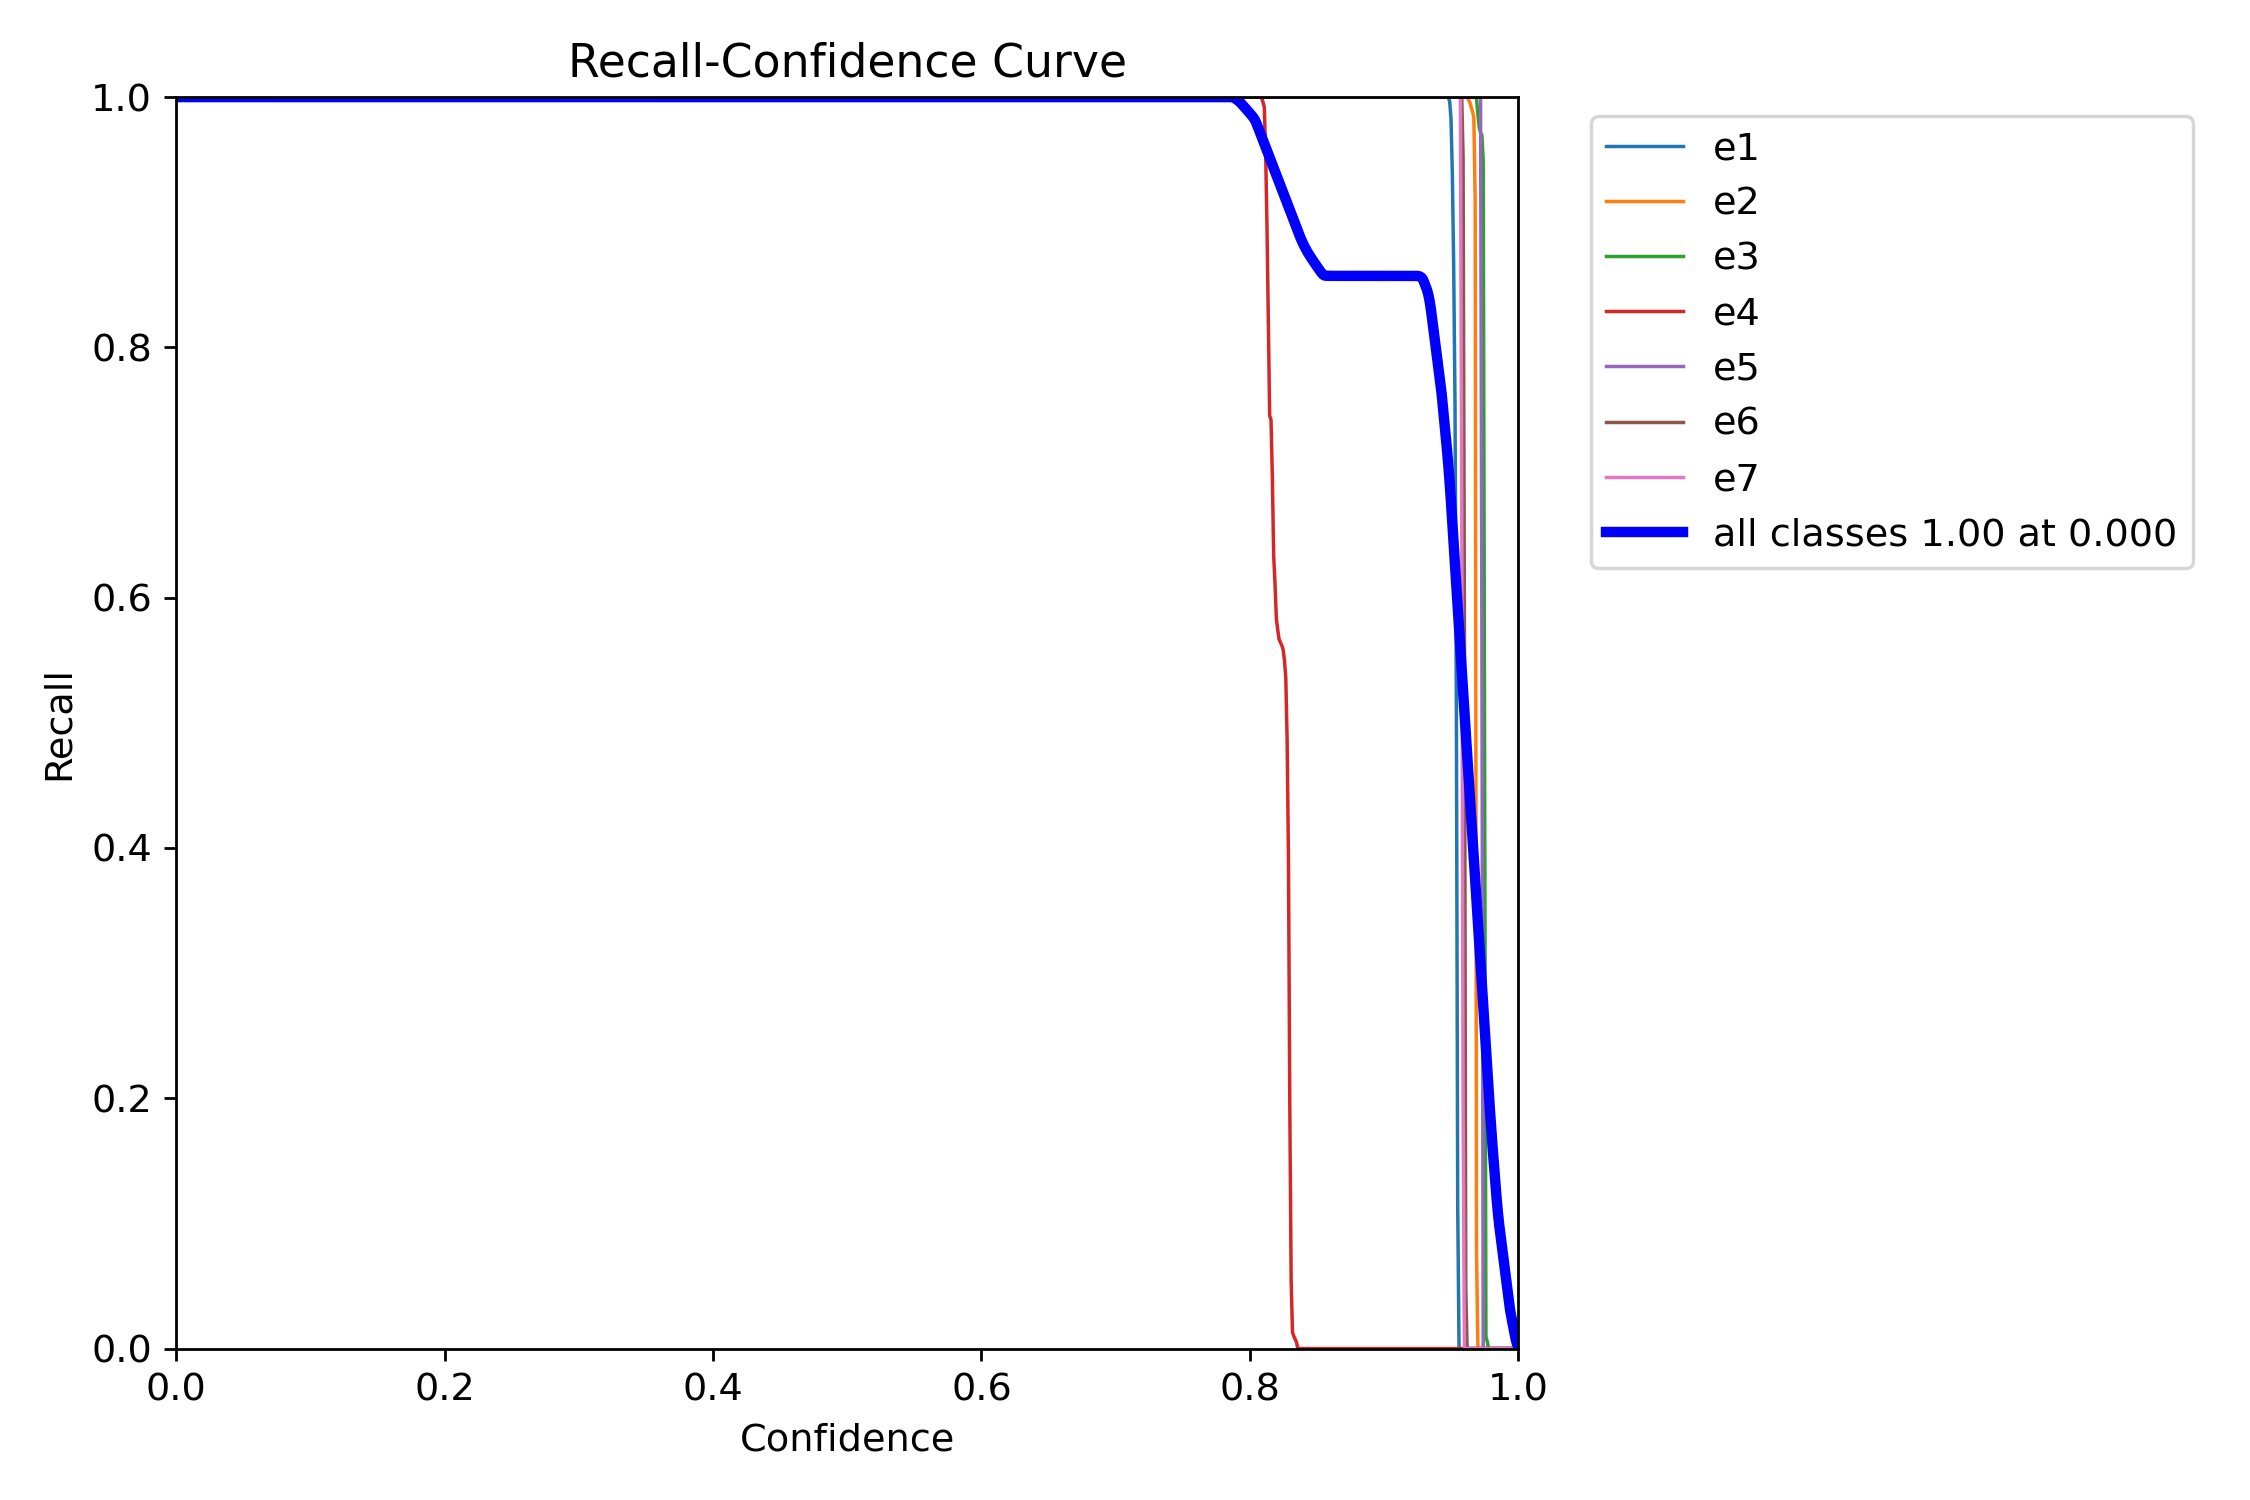 Recall-Confidence Curve
1.0
0.8
0.6
0.4
0.2
0.0
Recall
0.0 0.2 0.4 0.6 0.8 1.0
Confidence
e1
e2
e3
e4
e5
e6
e7
all classes 1.00 at 0.000